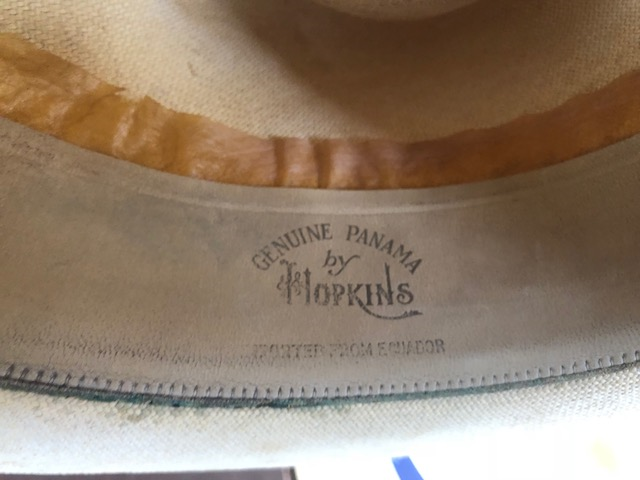 GENUINE PANAMA
by
HOPKINS
IMPORTED FROM ECUADOR